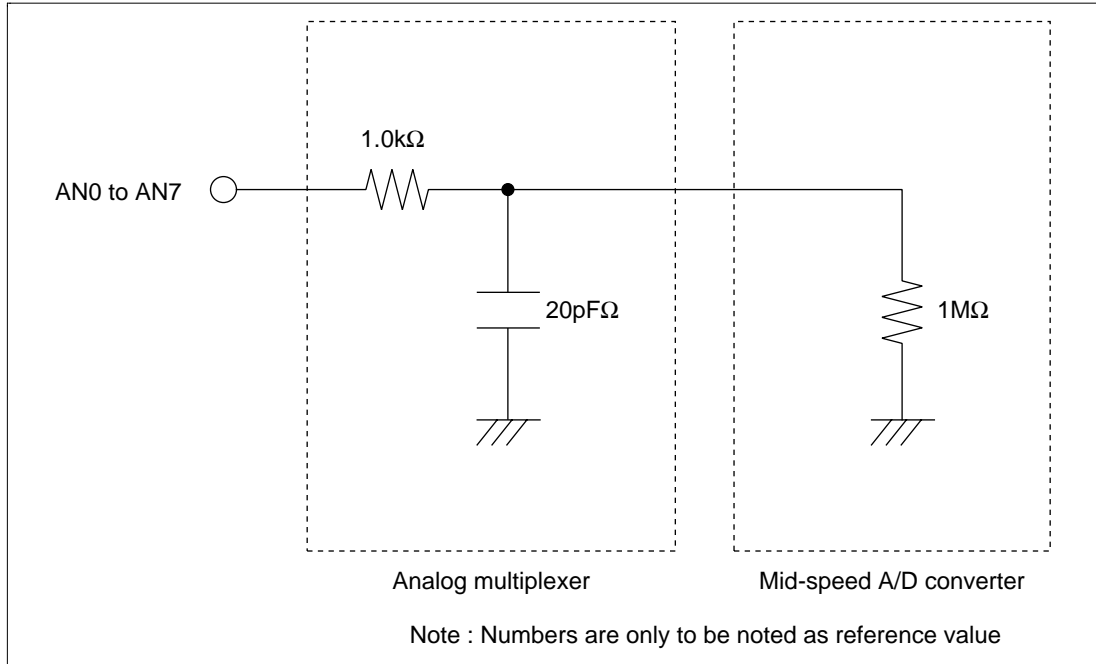 1.0kΩ
AN0 to AN7
20pFΩ
1MΩ
Analog multiplexer
Mid-speed A/D converter
Note : Numbers are only to be noted as reference value